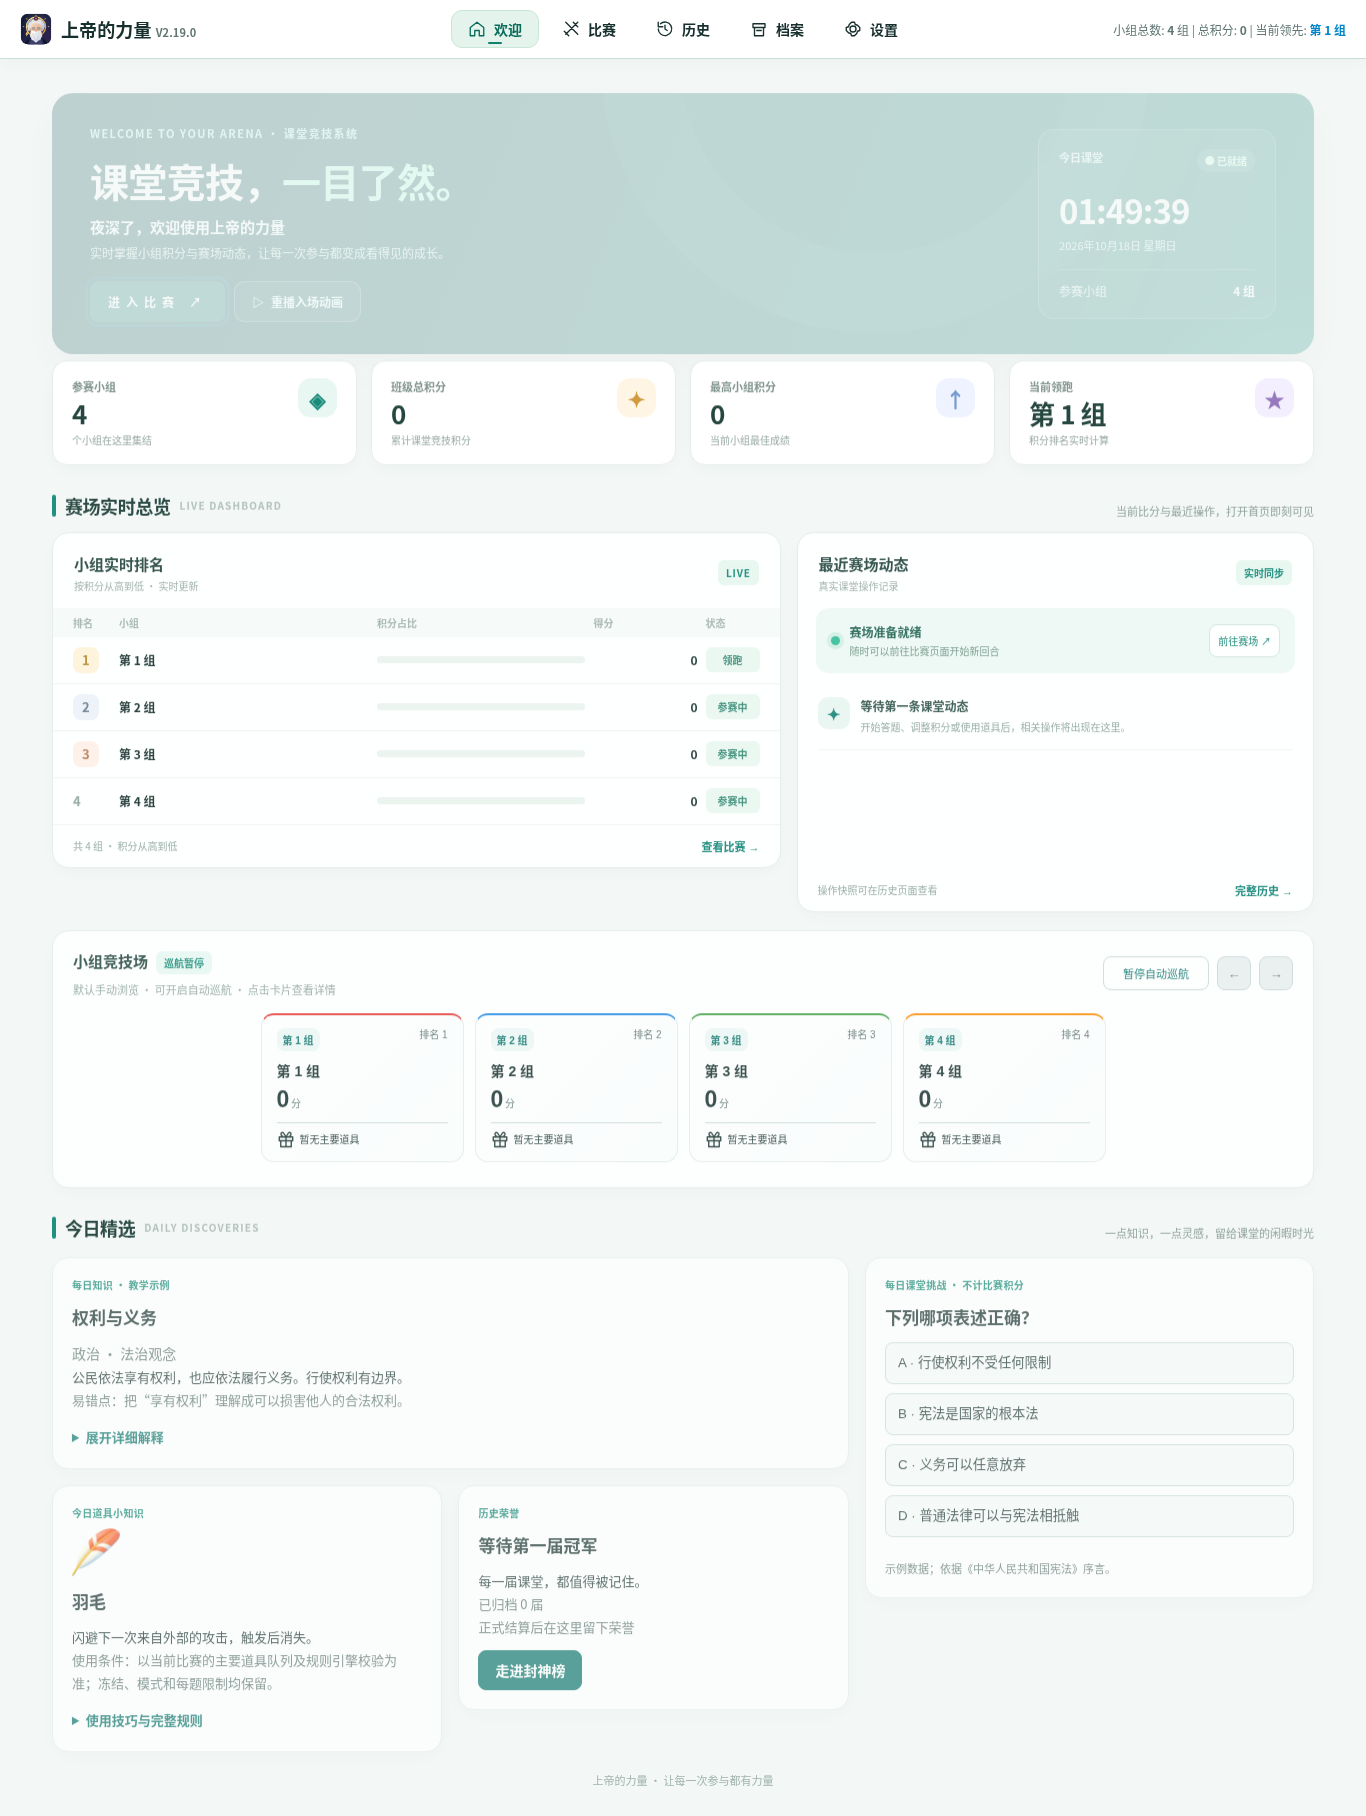 上帝的力量 V2.19.0
欢迎
比赛
历史
档案
设置
小组总数: 4 组 | 总积分: 0 | 当前领先: 第 1 组
WELCOME TO YOUR ARENA · 课堂竞技系统
课堂竞技，一目了然。
夜深了，欢迎使用上帝的力量
实时掌握小组积分与赛场动态，让每一次参与都变成看得见的成长。
进入比赛 ↗
▷ 重播入场动画
今日课堂
已就绪
01:49:39
2026年10月18日 星期日
参赛小组
4 组
参赛小组
4
个小组在这里集结
班级总积分
0
累计课堂竞技积分
最高小组积分
0
当前小组最佳成绩
当前领跑
第 1 组
积分排名实时计算
赛场实时总览 LIVE DASHBOARD
当前比分与最近操作，打开首页即刻可见
小组实时排名
按积分从高到低 · 实时更新
LIVE
排名 小组 积分占比 得分 状态
1 第 1 组 0 领跑
2 第 2 组 0 参赛中
3 第 3 组 0 参赛中
4 第 4 组 0 参赛中
共 4 组 · 积分从高到低
查看比赛 →
最近赛场动态
真实课堂操作记录
实时同步
赛场准备就绪
随时可以前往比赛页面开始新回合
前往赛场 ↗
等待第一条课堂动态
开始答题、调整积分或使用道具后，相关操作将出现在这里。
操作快照可在历史页面查看
完整历史 →
小组竞技场 巡航暂停
默认手动浏览 · 可开启自动巡航 · 点击卡片查看详情
暂停自动巡航 ← →
第 1 组 排名 1
第 1 组
0 分
暂无主要道具
第 2 组 排名 2
第 2 组
0 分
暂无主要道具
第 3 组 排名 3
第 3 组
0 分
暂无主要道具
第 4 组 排名 4
第 4 组
0 分
暂无主要道具
今日精选 DAILY DISCOVERIES
一点知识，一点灵感，留给课堂的闲暇时光
每日知识 · 教学示例
权利与义务
政治 · 法治观念
公民依法享有权利，也应依法履行义务。行使权利有边界。
易错点：把“享有权利”理解成可以损害他人的合法权利。
展开详细解释
每日课堂挑战 · 不计比赛积分
下列哪项表述正确？
A · 行使权利不受任何限制
B · 宪法是国家的根本法
C · 义务可以任意放弃
D · 普通法律可以与宪法相抵触
示例数据；依据《中华人民共和国宪法》序言。
今日道具小知识
羽毛
闪避下一次来自外部的攻击，触发后消失。
使用条件：以当前比赛的主要道具队列及规则引擎校验为
准；冻结、模式和每题限制均保留。
使用技巧与完整规则
历史荣誉
等待第一届冠军
每一届课堂，都值得被记住。
已归档 0 届
正式结算后在这里留下荣誉
走进封神榜
上帝的力量 · 让每一次参与都有力量